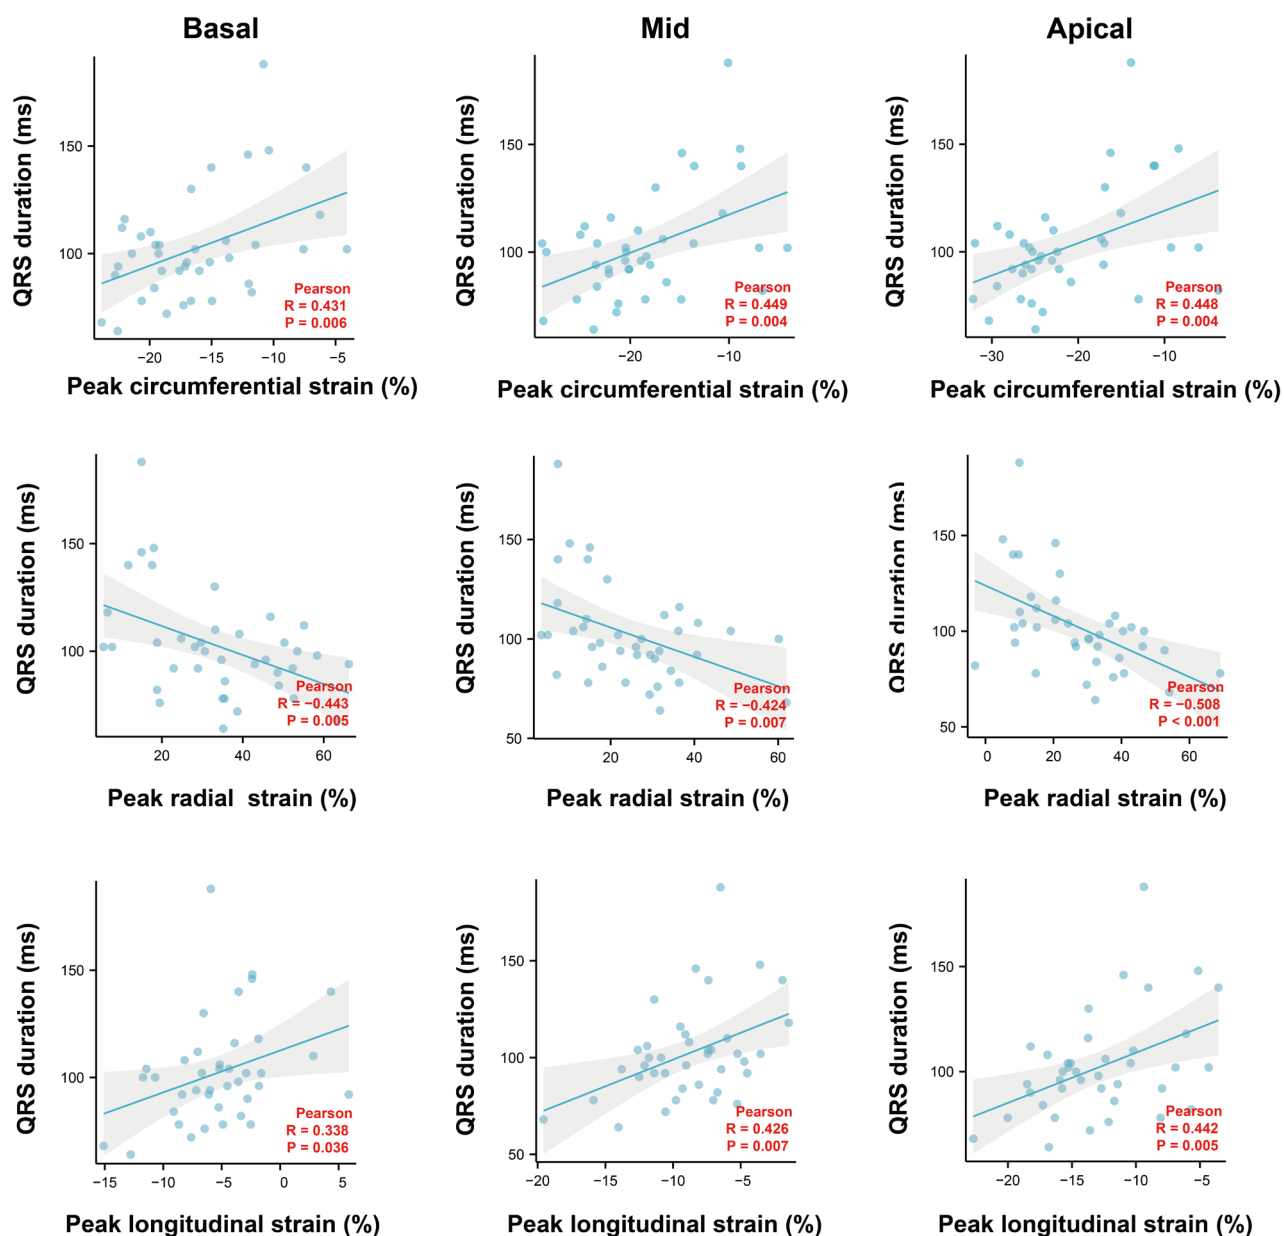 Basal
Mid
Apical
QRS duration (ms)
150
100
−20
−15
−10
−5
Pearson
R = 0.431
P = 0.006
Peak circumferential strain (%)
QRS duration (ms)
150
100
−20
−10
Pearson
R = 0.449
P = 0.004
Peak circumferential strain (%)
QRS duration (ms)
150
100
−30
−20
−10
Pearson
R = 0.448
P = 0.004
Peak circumferential strain (%)
QRS duration (ms)
150
100
20
40
60
Pearson
R = −0.443
P = 0.005
Peak radial strain (%)
QRS duration (ms)
150
100
50
20
40
60
Pearson
R = −0.424
P = 0.007
Peak radial strain (%)
QRS duration (ms)
150
100
50
0
20
40
60
Pearson
R = −0.508
P < 0.001
Peak radial strain (%)
QRS duration (ms)
150
100
−15
−10
−5
0
5
Pearson
R = 0.338
P = 0.036
Peak longitudinal strain (%)
QRS duration (ms)
150
100
50
−20
−15
−10
−5
Pearson
R = 0.426
P = 0.007
Peak longitudinal strain (%)
QRS duration (ms)
150
100
−20
−15
−10
−5
Pearson
R = 0.442
P = 0.005
Peak longitudinal strain (%)